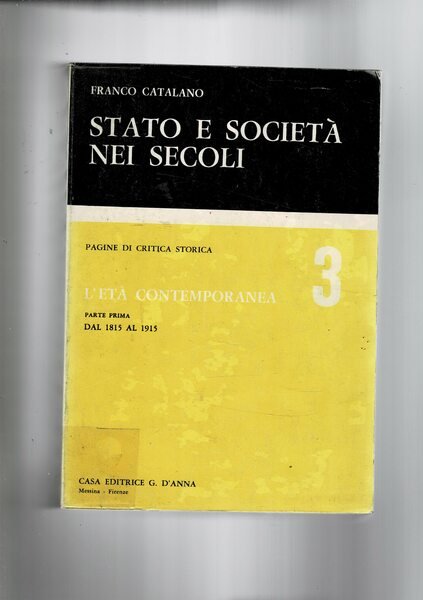 FRANCO CATALANO
STATO E SOCIETÀ
NEI SECOLI
PAGINE DI CRITICA STORICA
3
L'ETÀ CONTEMPORANEA
PARTE PRIMA
DAL 1815 AL 1915
CASA EDITRICE G. D'ANNA
Messina - Firenze